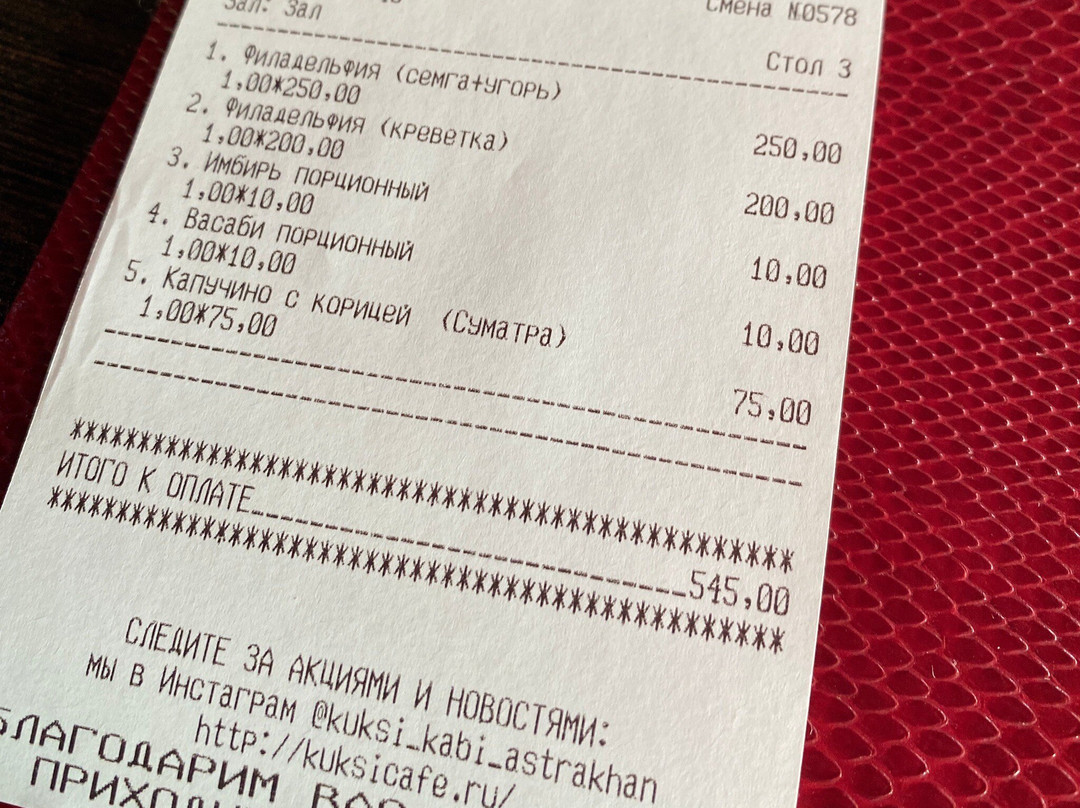 Зал: Зал
Смена №0578
Стол 3
1. Филадельфия (семга+угорь)
1,00*250,00 250,00
2. Филадельфия (креветка)
1,00*200,00 200,00
3. Имбирь порционный
1,00*10,00 10,00
4. Васаби порционный
1,00*10,00 10,00
5. Капучино с корицей (Суматра)
1,00*75,00 75,00
ИТОГО К ОПЛАТЕ 545,00
СЛЕДИТЕ ЗА АКЦИЯМИ И НОВОСТЯМИ:
мы в Инстаграм @kuksi_kabi_astrakhan
http://kuksicafe.ru/
БЛАГОДАРИМ ВАС